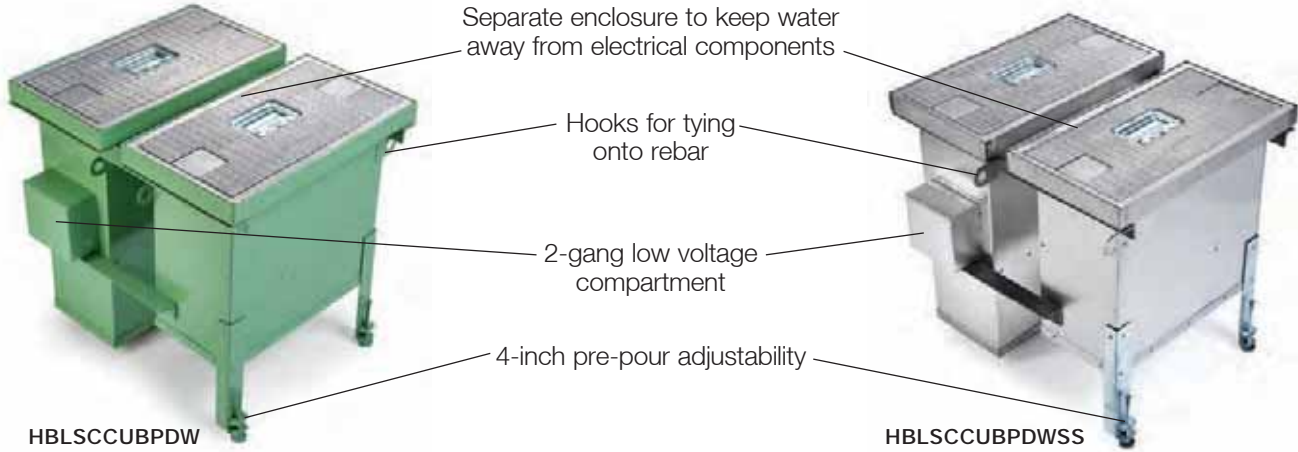 Separate enclosure to keep water
away from electrical components
Hooks for tying
onto rebar
2-gang low voltage
compartment
4-inch pre-pour adjustability
HBLSCCUBPDW
HBLSCCUBPDWSS